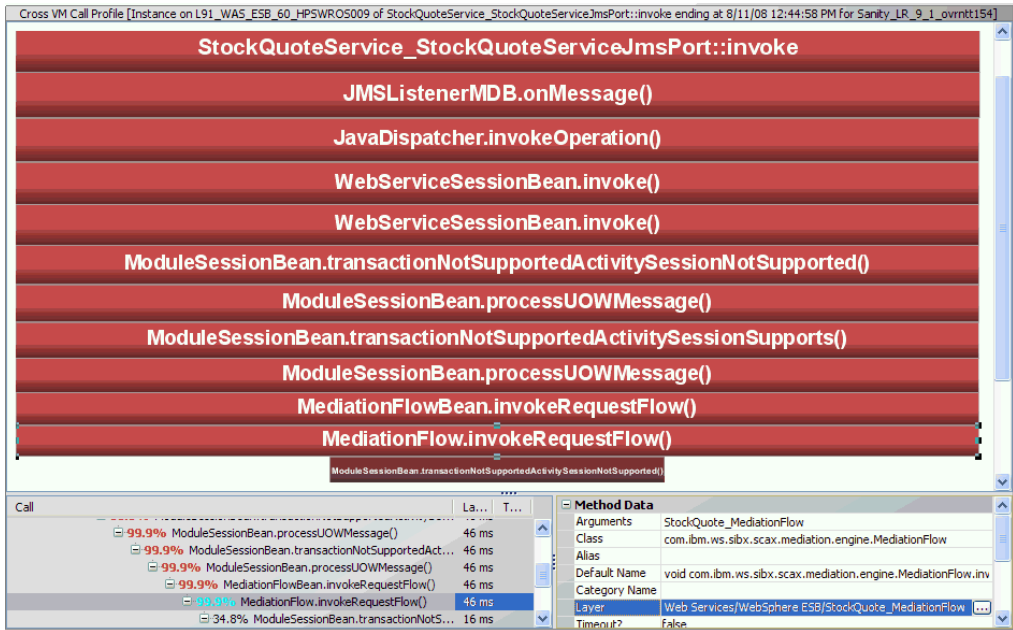 Cross VM Call Profile [Instance on L91_WAS_ESB_60_HPSWROS009 of StockQuoteService_StockQuoteServiceJmsPort::invoke ending at 8/11/08 12:44:58 PM for Sanity_LR_9_1_ovrntt154]
StockQuoteService_StockQuoteServiceJmsPort::invoke
JMSListenerMDB.onMessage()
JavaDispatcher.invokeOperation()
WebServiceSessionBean.invoke()
WebServiceSessionBean.invoke()
ModuleSessionBean.transactionNotSupportedActivitySessionNotSupported()
ModuleSessionBean.processUOWMessage()
ModuleSessionBean.transactionNotSupportedActivitySessionSupports()
ModuleSessionBean.processUOWMessage()
MediationFlowBean.invokeRequestFlow()
MediationFlow.invokeRequestFlow()
ModuleSessionBean.transactionNotSupportedActivitySessionNotSupported()
Call La... T...
99.9% ModuleSessionBean.processUOWMessage() 46 ms
99.9% ModuleSessionBean.transactionNotSupportedAct... 46 ms
99.9% ModuleSessionBean.processUOWMessage() 46 ms
99.9% MediationFlowBean.invokeRequestFlow() 46 ms
99.9% MediationFlow.invokeRequestFlow() 46 ms
34.8% ModuleSessionBean.transactionNotS... 16 ms
Method Data
Arguments StockQuote_MediationFlow
Class com.ibm.ws.sibx.scax.mediation.engine.MediationFlow
Alias
Default Name void com.ibm.ws.sibx.scax.mediation.engine.MediationFlow.inv
Category Name
Layer Web Services/WebSphere ESB/StockQuote_MediationFlow ...
Timeout? false